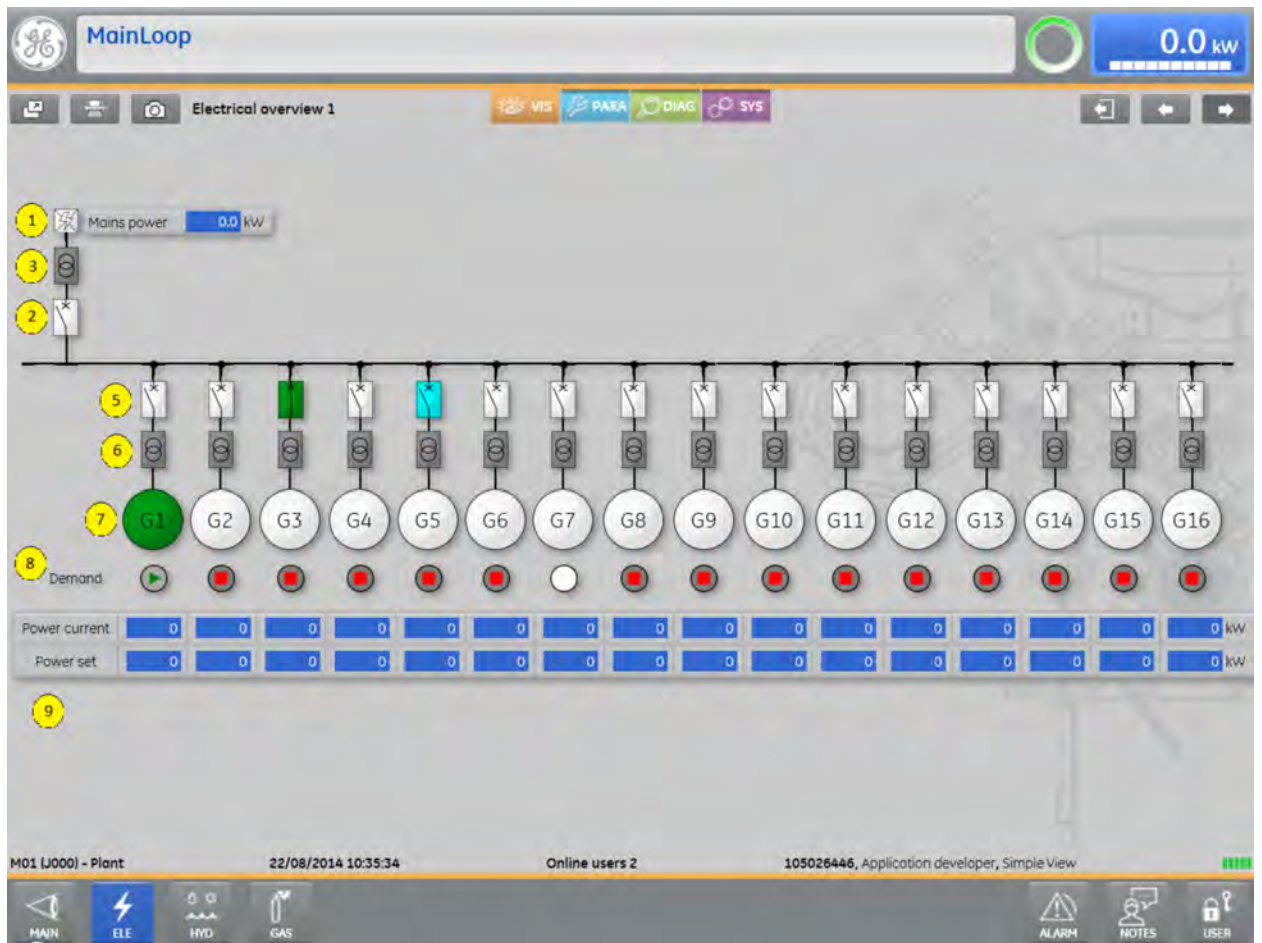 GE
MainLoop
0.0 kW
Electrical overview 1
VIS PARA DIAG SYS
1 Mains power 0.0 kW
3
2
5
6
7 G1 G2 G3 G4 G5 G6 G7 G8 G9 G10 G11 G12 G13 G14 G15 G16
8
Demand
Power current 0 0 0 0 0 0 0 0 0 0 0 0 0 0 0 0 kW
Power set 0 0 0 0 0 0 0 0 0 0 0 0 0 0 0 0 kW
9
M01 (J000) - Plant 22/08/2014 10:35:34 Online users 2 105026446, Application developer, Simple View
MAIN ELE HYD GAS ALARM NOTES USER